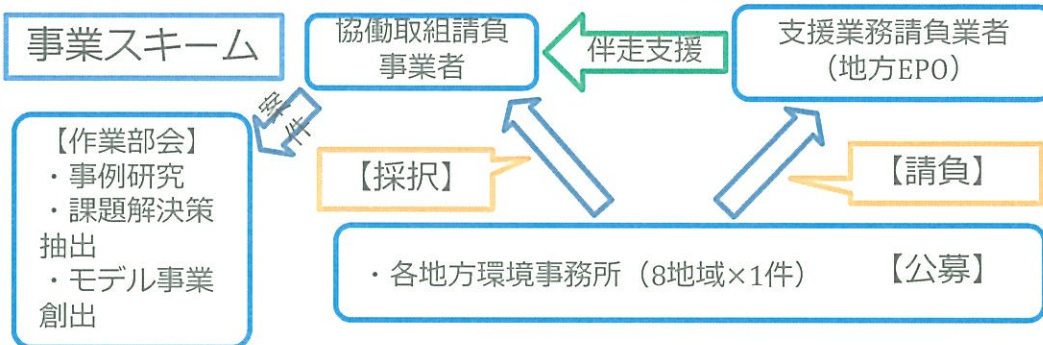 事業スキーム
協働取組請負
事業者
伴走支援
支援業務請負業者
（地方EPO）
案件
【作業部会】
・事例研究
・課題解決策
抽出
・モデル事業
創出
【採択】
【請負】
・各地方環境事務所（8地域×1件）
【公募】